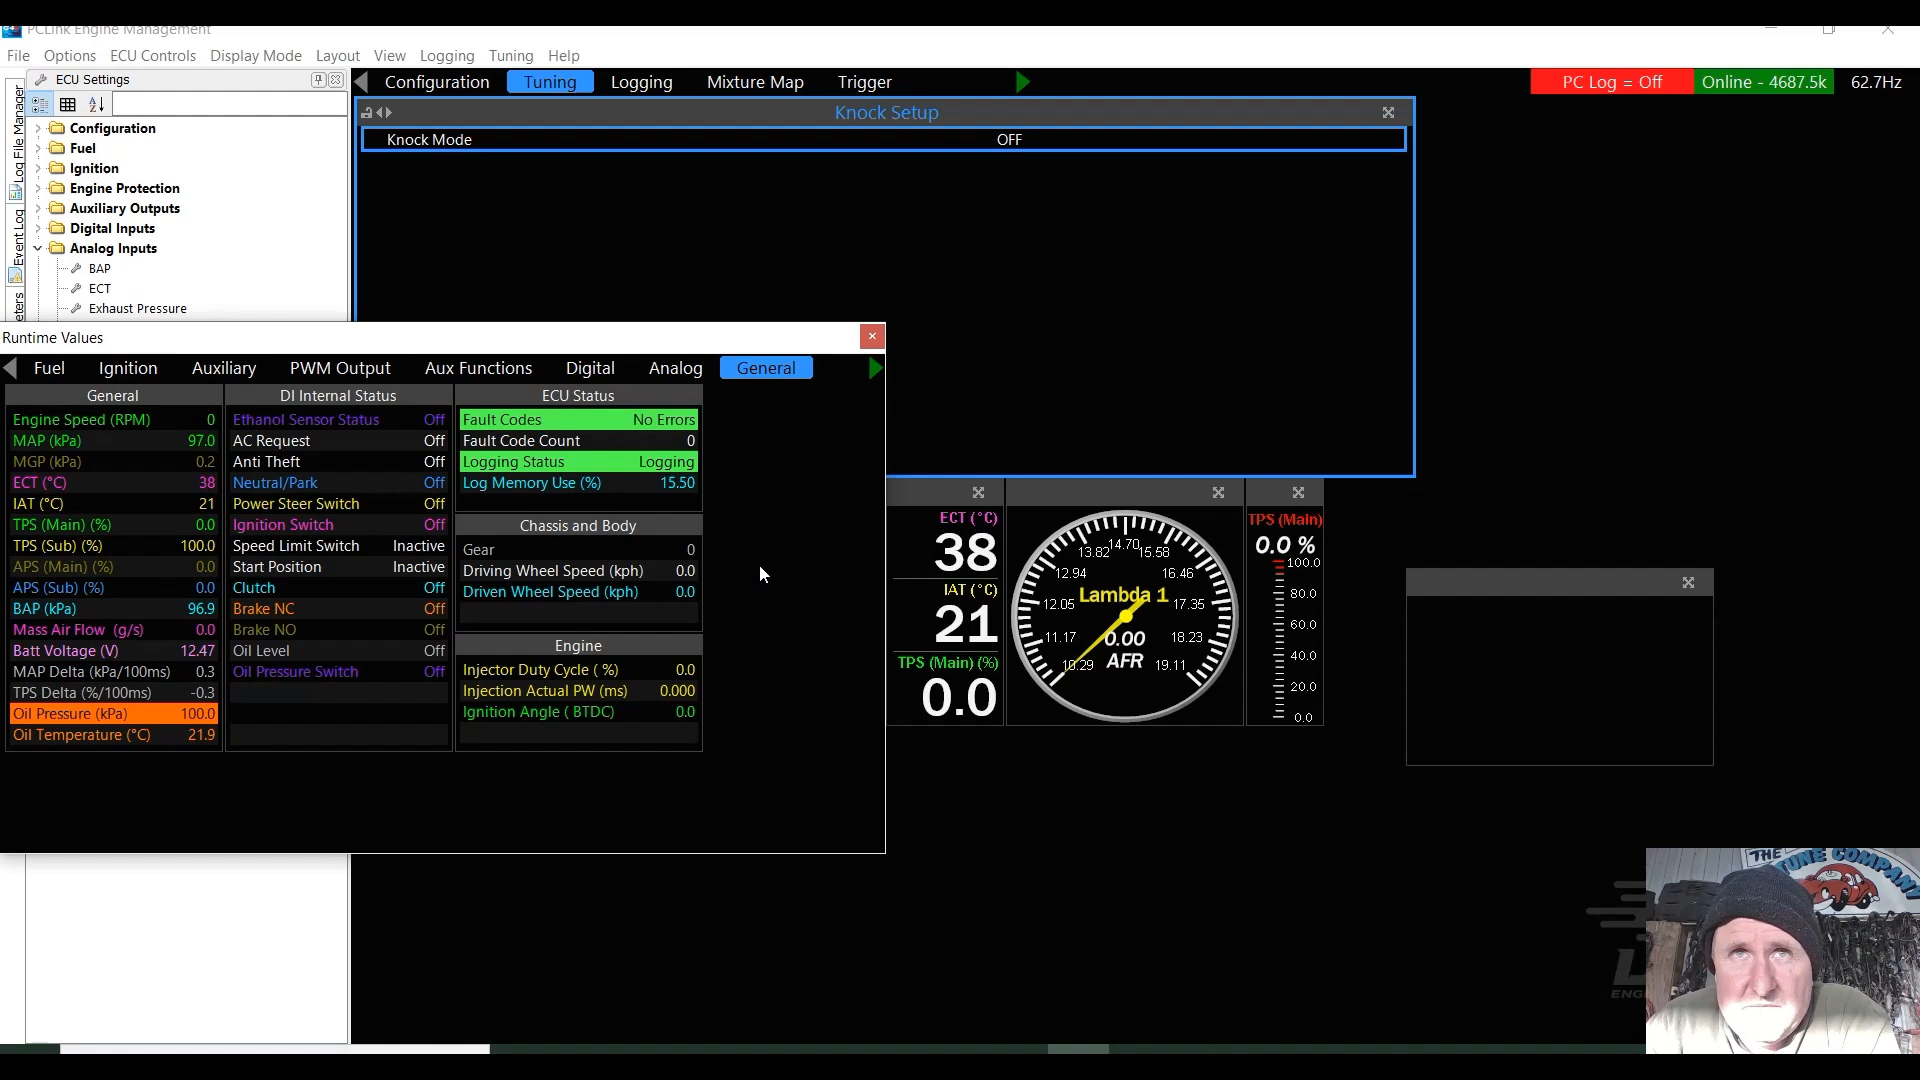 PCLink Engine Management
File Options ECU Controls Display Mode Layout View Logging Tuning Help
ECU Settings
Configuration Tuning Logging Mixture Map Trigger
PC Log = Off Online - 4687.5k 62.7Hz
Log File Manager
Event Log
Configuration
Fuel
Ignition
Engine Protection
Auxiliary Outputs
Digital Inputs
Analog Inputs
BAP
ECT
Exhaust Pressure
Knock Setup
Knock Mode OFF
Runtime Values
Fuel Ignition Auxiliary PWM Output Aux Functions Digital Analog General
General
Engine Speed (RPM) 0
MAP (kPa) 97.0
MGP (kPa) 0.2
ECT (°C) 38
IAT (°C) 21
TPS (Main) (%) 0.0
TPS (Sub) (%) 100.0
APS (Main) (%) 0.0
APS (Sub) (%) 0.0
BAP (kPa) 96.9
Mass Air Flow (g/s) 0.0
Batt Voltage (V) 12.47
MAP Delta (kPa/100ms) 0.3
TPS Delta (%/100ms) -0.3
Oil Pressure (kPa) 100.0
Oil Temperature (°C) 21.9
DI Internal Status
Ethanol Sensor Status Off
AC Request Off
Anti Theft Off
Neutral/Park Off
Power Steer Switch Off
Ignition Switch Off
Speed Limit Switch Inactive
Start Position Inactive
Clutch Off
Brake NC Off
Brake NO Off
Oil Level Off
Oil Pressure Switch Off
ECU Status
Fault Codes No Errors
Fault Code Count 0
Logging Status Logging
Log Memory Use (%) 15.50
Chassis and Body
Gear 0
Driving Wheel Speed (kph) 0.0
Driven Wheel Speed (kph) 0.0
Engine
Injector Duty Cycle ( %) 0.0
Injection Actual PW (ms) 0.000
Ignition Angle ( BTDC) 0.0
ECT (°C)
38
IAT (°C)
21
TPS (Main) (%)
0.0
13.82 14.70 15.58
12.94 16.46
Lambda 1
12.05 17.35
11.17 0.00 18.23
10.29 AFR 19.11
TPS (Main)
0.0 %
100.0
80.0
60.0
40.0
20.0
0.0
THE
TUNE COMPANY